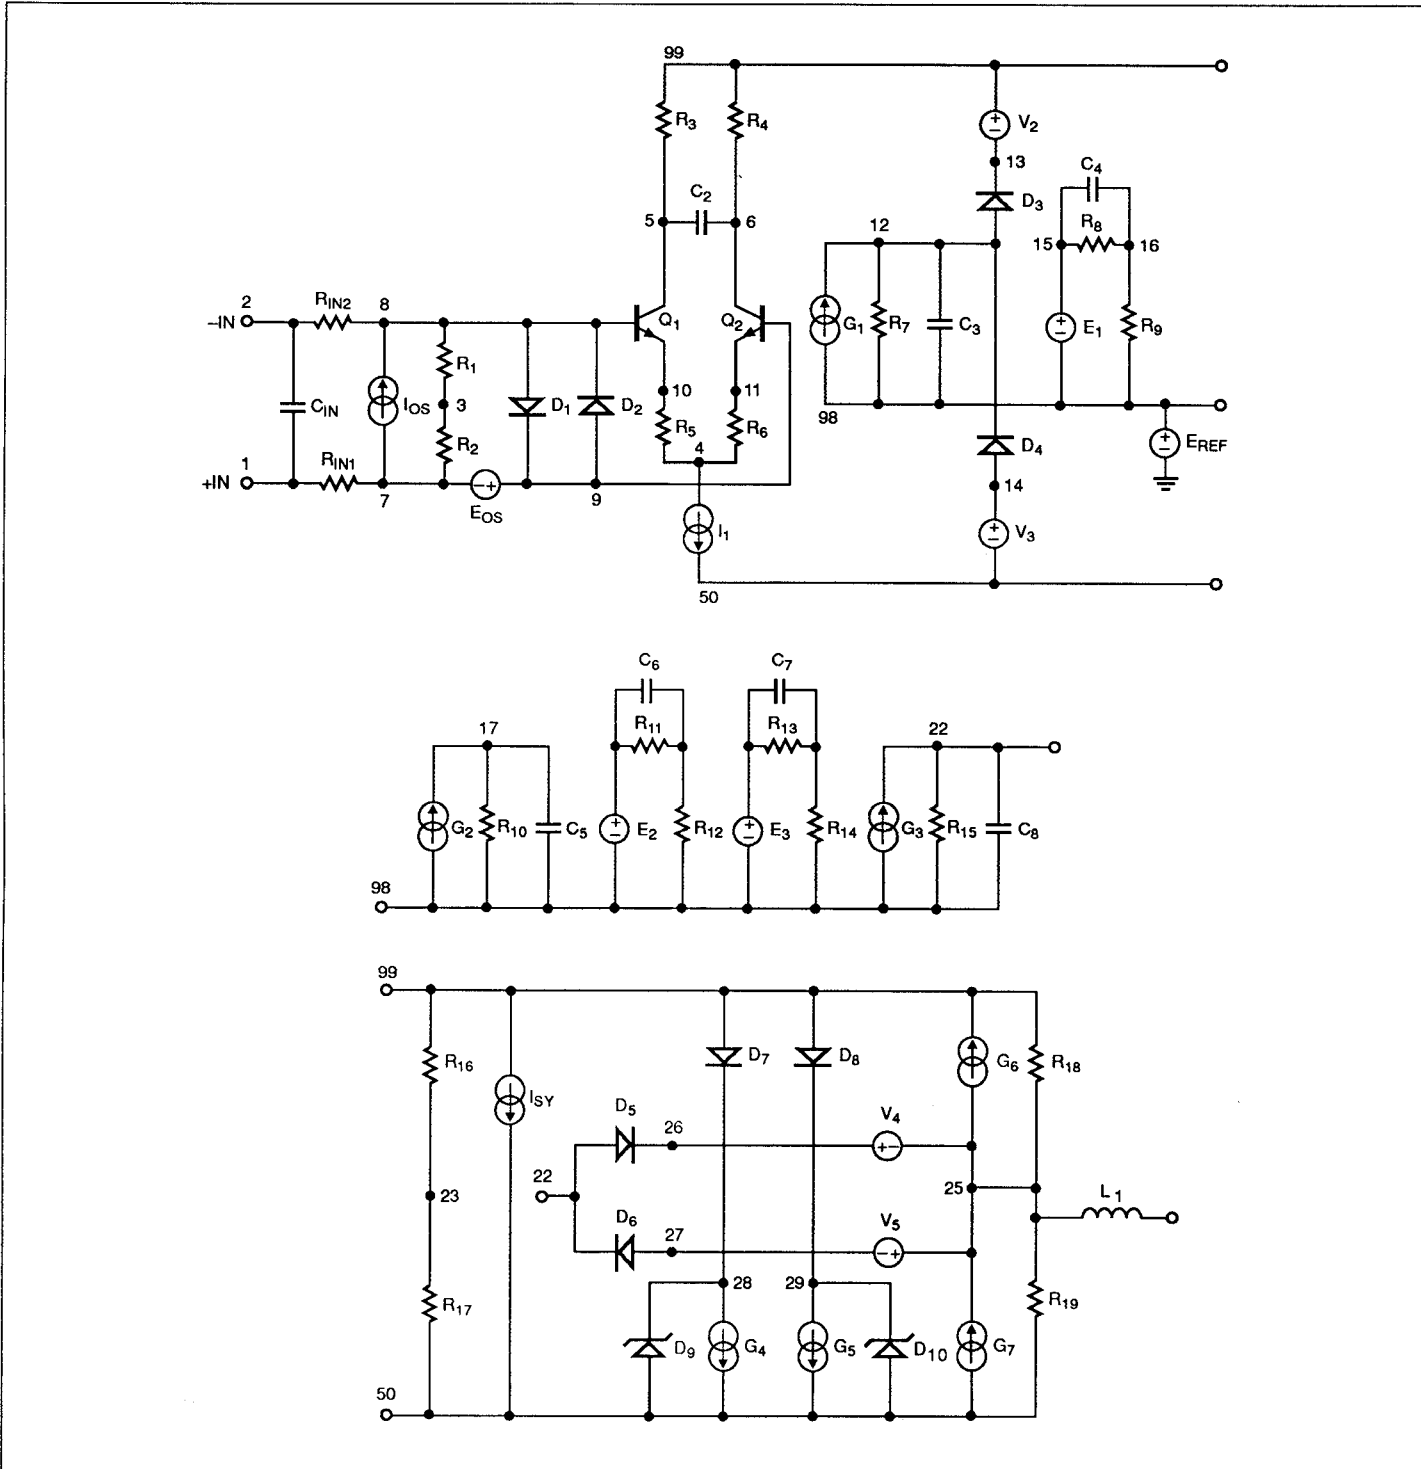 99
R3 R4 V2
13
C2 C4
D3
5 6 R8
12 15 16
2 RIN2 8
–IN Q1 Q2 G1 R7 C3 E1 R9
R1
CIN IOS 3 D1 D2 10 11
98
R2 R5 R6 D4 EREF
1 RIN1 4
+IN 7 9 14
EOS
I1 V3
50
C6 C7
17 R11 R13 22
G2 R10 C5 E2 R12 E3 R14 G3 R15 C8
98
99
R16 D7 D8 G6 R18
ISY
D5 26 V4
22 25
23 L1
D6 27 V5
28 29
R17 R19
D9 G4 G5 D10 G7
50